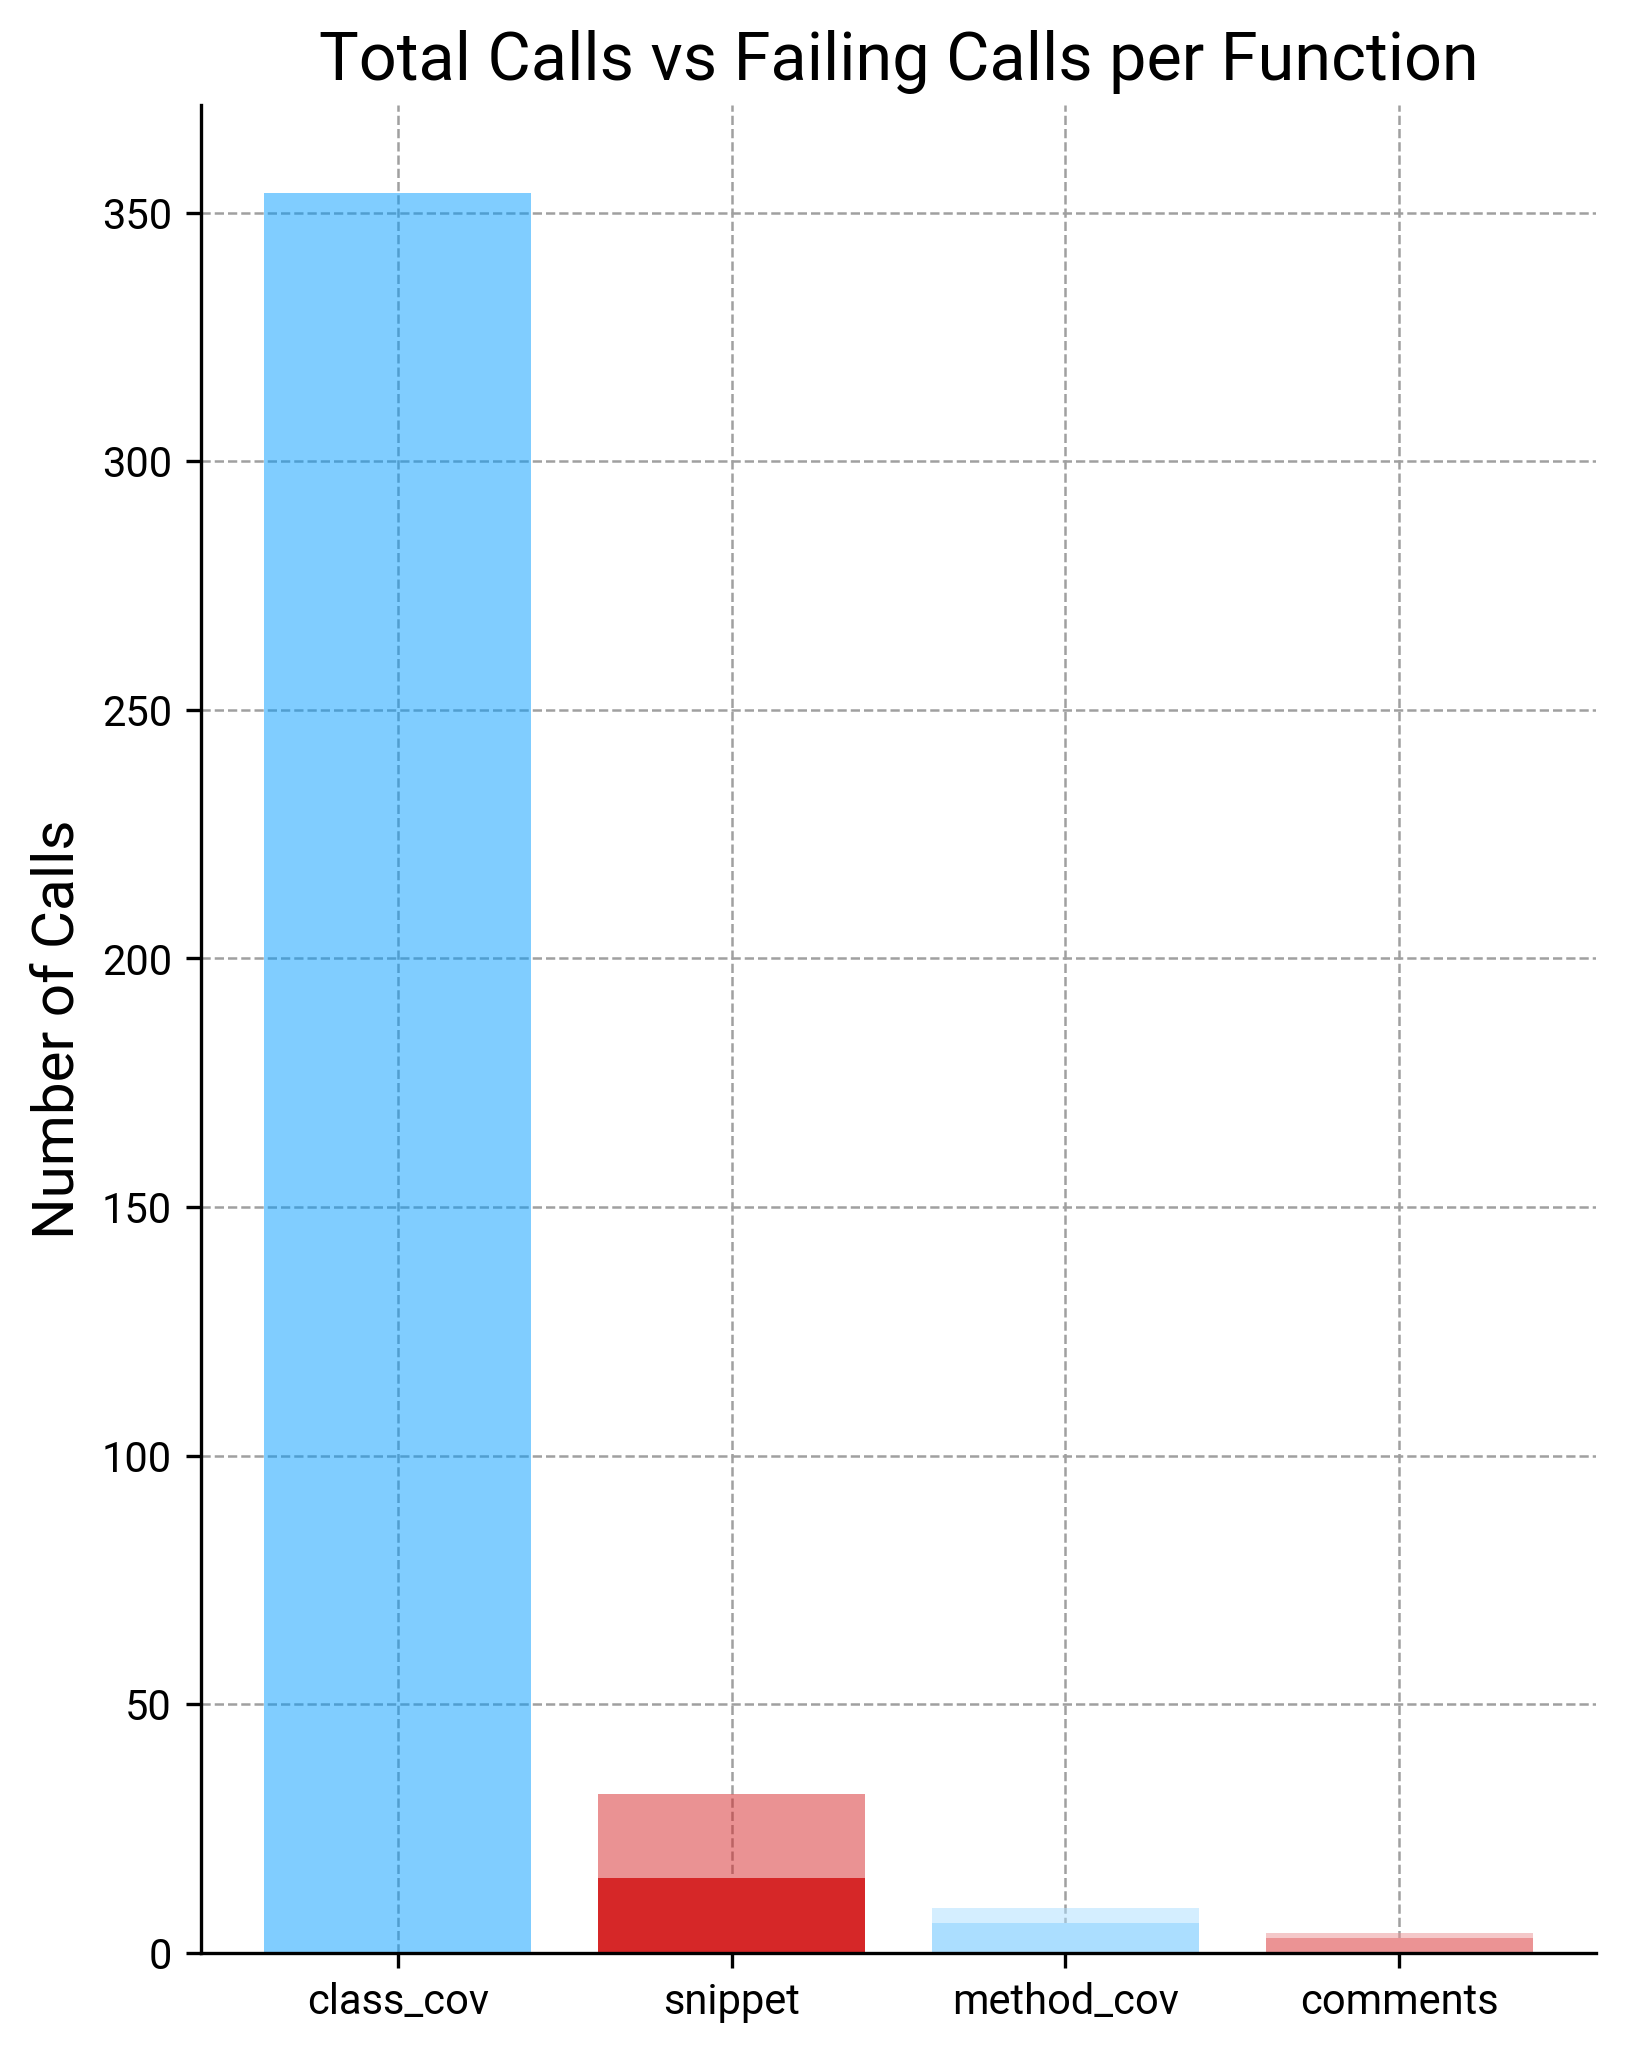 Total Calls vs Failing Calls per Function
Number of Calls
350
300
250
200
150
100
50
0
class_cov
snippet
method_cov
comments